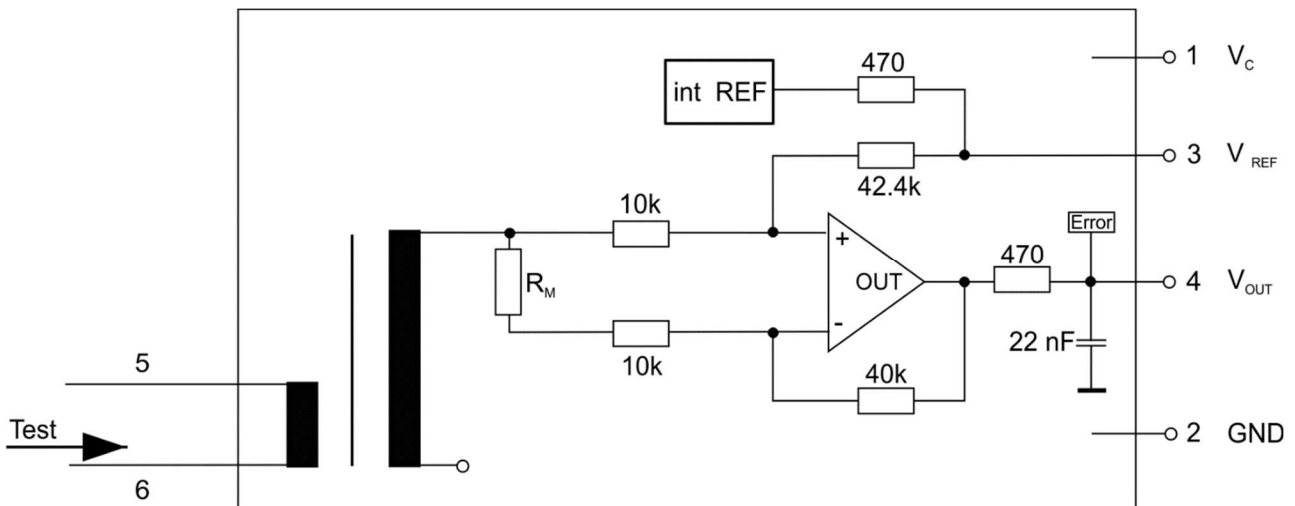 470
1 V_C
int REF
3 V_REF
42.4k
10k
Error
+
470
R_M
OUT
4 V_OUT
-
22 nF
10k
5
40k
Test
2 GND
6